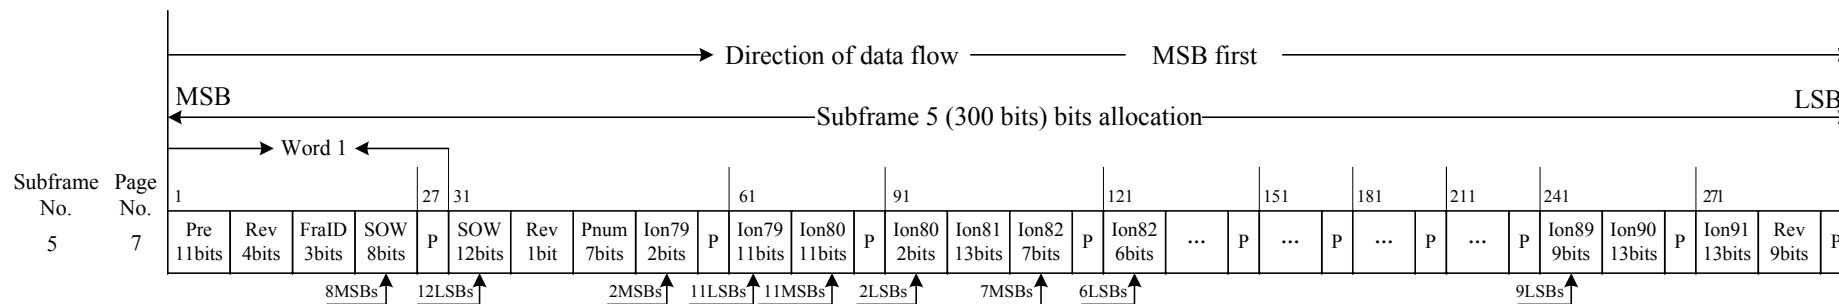 Direction of data flow MSB first
MSB LSB
Subframe 5 (300 bits) bits allocation
Word 1
Subframe No. Page No. 1 27 31 61 91 121 151 181 211 241 271
5 7 Pre 11bits Rev 4bits FraID 3bits SOW 8bits P SOW 12bits Rev 1bit Pnum 7bits Ion79 2bits P Ion79 11bits Ion80 11bits P Ion80 2bits Ion81 13bits Ion82 7bits P Ion82 6bits ... P ... P ... P ... P Ion89 9bits Ion90 13bits P Ion91 13bits Rev 9bits P
8MSBs 12LSBs 2MSBs 11LSBs 11MSBs 2LSBs 7MSBs 6LSBs 9LSBs